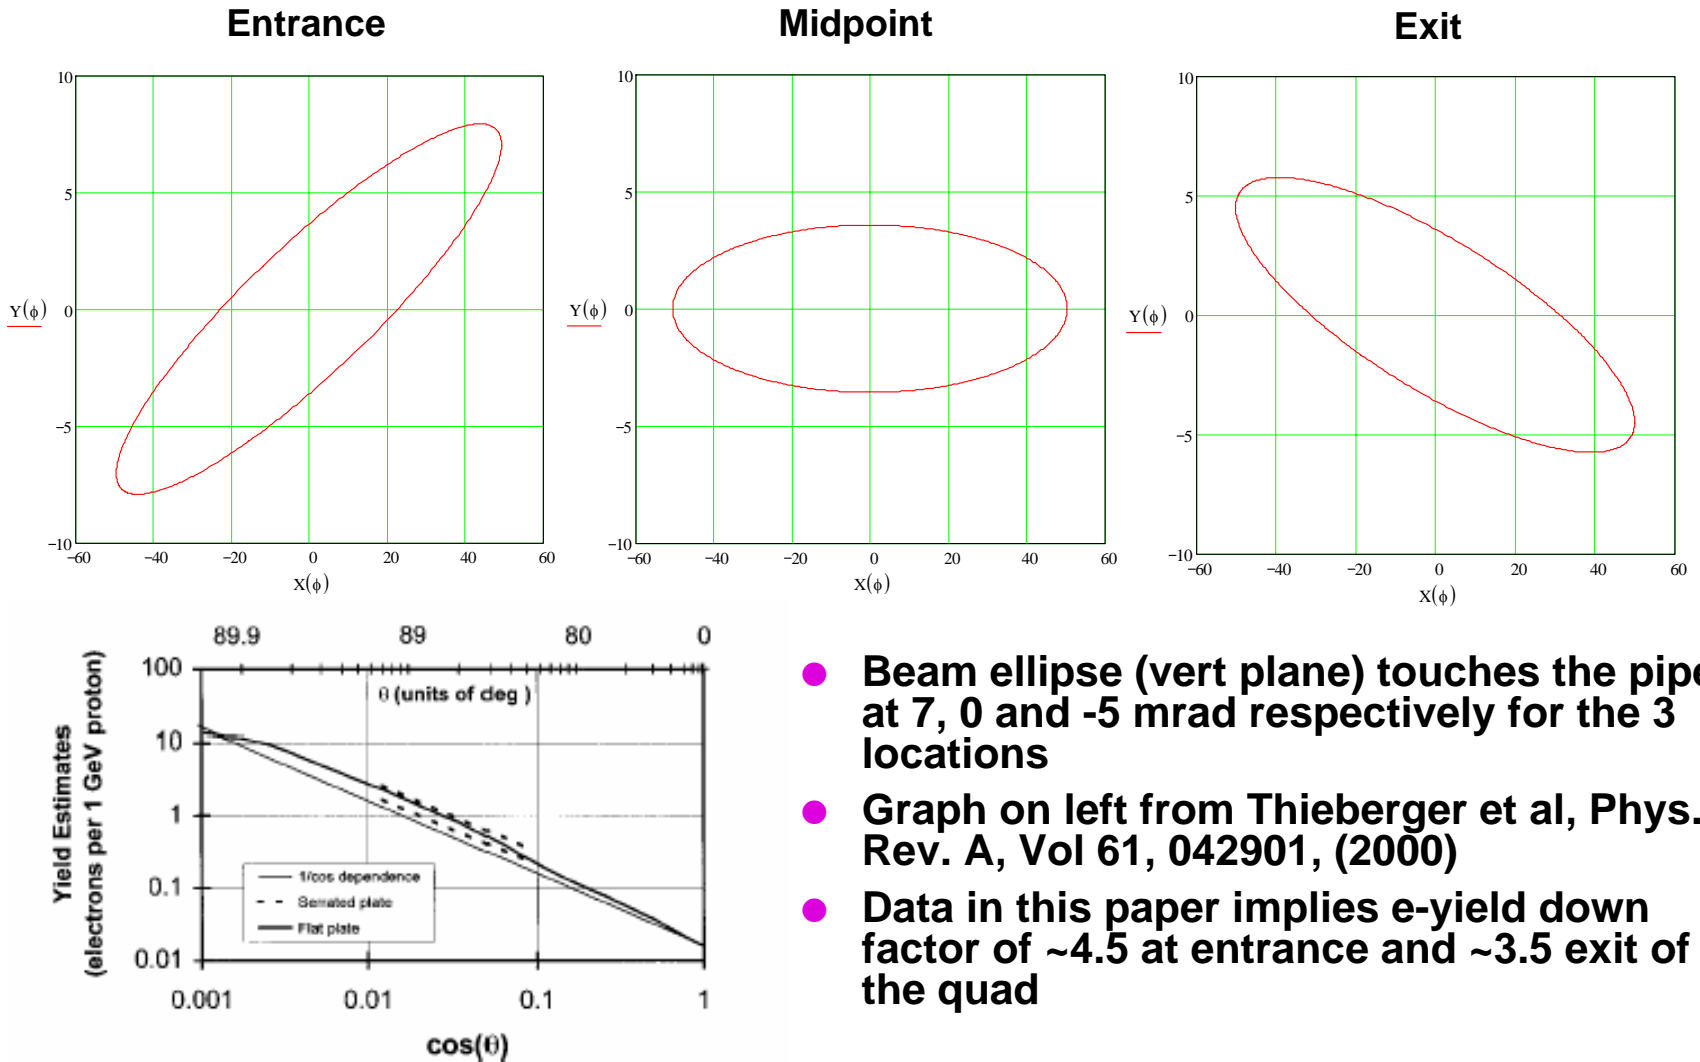 Entrance
Midpoint
Exit
10
5
0
−5
−10
Y(ϕ)
−60 −40 −20 0 20 40 60
X(ϕ)
10
5
0
−5
−10
Y(ϕ)
−60 −40 −20 0 20 40 60
X(ϕ)
10
5
0
−5
−10
Y(ϕ)
−60 −40 −20 0 20 40 60
X(ϕ)
89.9 89 80 0
θ (units of deg )
Yield Estimates
(electrons per 1 GeV proton)
100
10
1
0.1
0.01
1/cos dependence
Serrated plate
Flat plate
0.001 0.01 0.1 1
cos(θ)
● Beam ellipse (vert plane) touches the pipe
at 7, 0 and -5 mrad respectively for the 3
locations
● Graph on left from Thieberger et al, Phys.
Rev. A, Vol 61, 042901, (2000)
● Data in this paper implies e-yield down
factor of ~4.5 at entrance and ~3.5 exit of
the quad